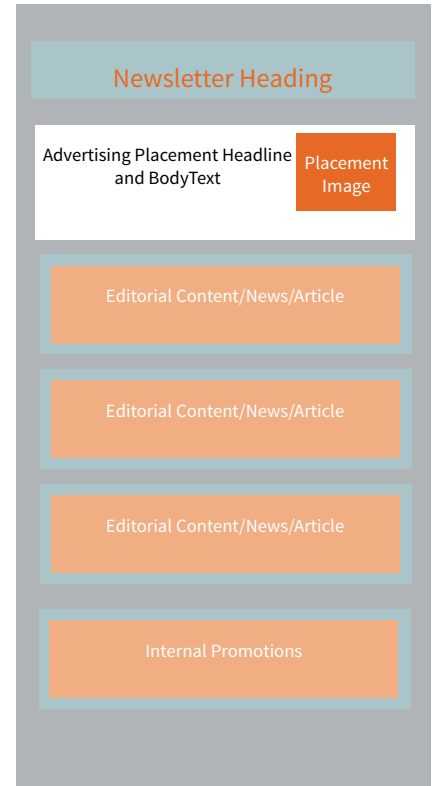 Newsletter Heading
Advertising Placement Headline
and BodyText
Placement
Image
Editorial Content/News/Article
Editorial Content/News/Article
Editorial Content/News/Article
Internal Promotions